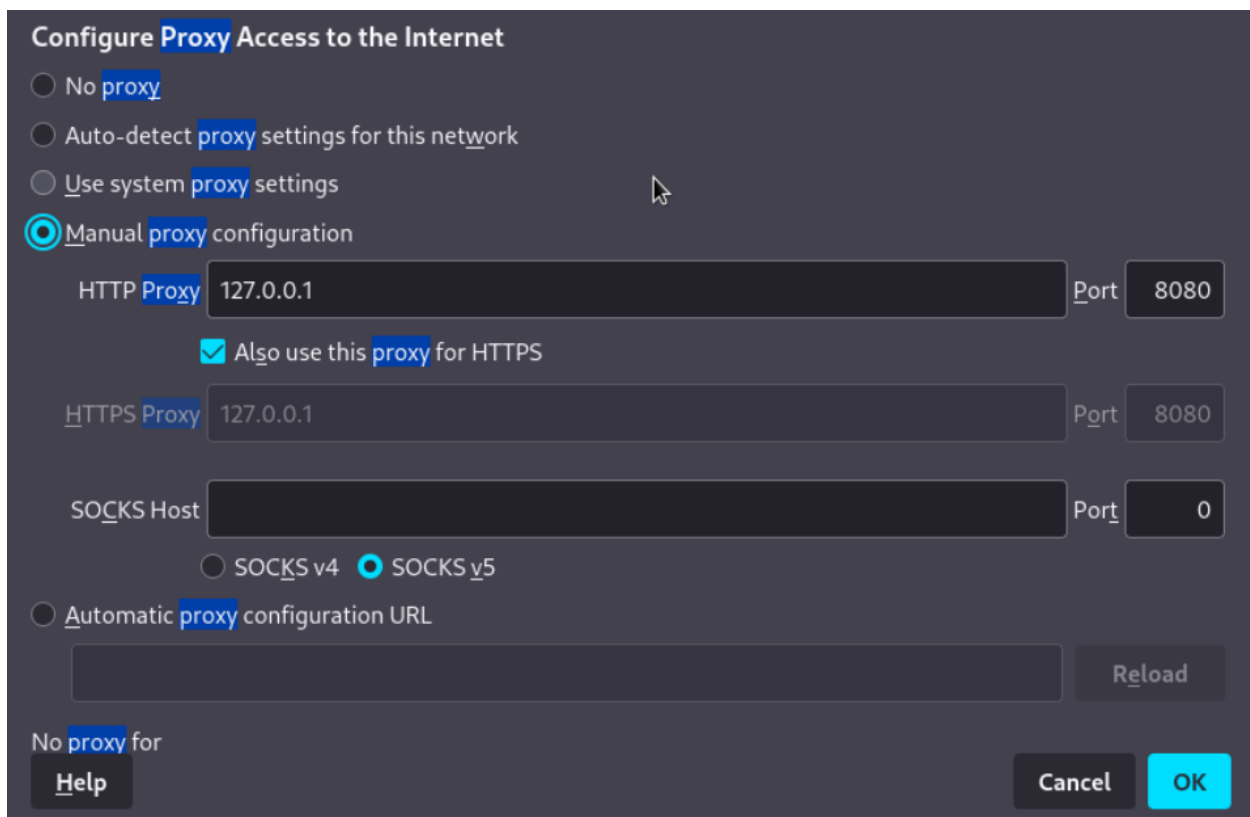 Configure Proxy Access to the Internet
No proxy
Auto-detect proxy settings for this network
Use system proxy settings
Manual proxy configuration
HTTP Proxy 127.0.0.1 Port 8080
Also use this proxy for HTTPS
HTTPS Proxy 127.0.0.1 Port 8080
SOCKS Host Port 0
SOCKS v4 SOCKS v5
Automatic proxy configuration URL
Reload
No proxy for
Help Cancel OK